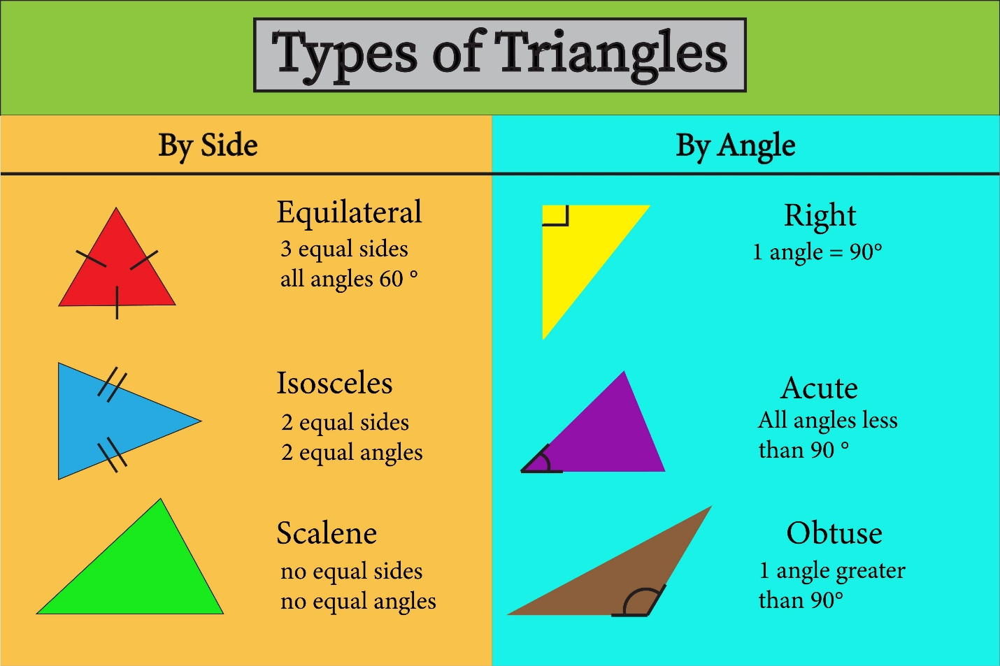 Types of Triangles
By Side
Equilateral
3 equal sides
all angles 60 °
Isosceles
2 equal sides
2 equal angles
Scalene
no equal sides
no equal angles
By Angle
Right
1 angle = 90°
Acute
All angles less
than 90 °
Obtuse
1 angle greater
than 90°